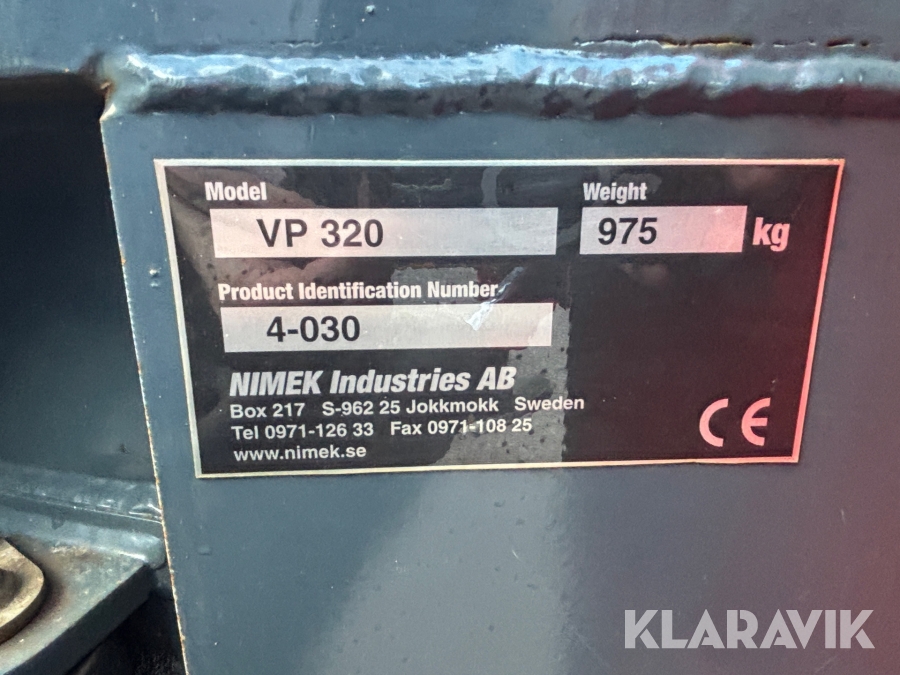 Model Weight
VP 320 975 kg
Product Identification Number
4-030
NIMEK Industries AB
Box 217 S-962 25 Jokkmokk Sweden
Tel 0971-126 33 Fax 0971-108 25
www.nimek.se
CE
KLARAVIK